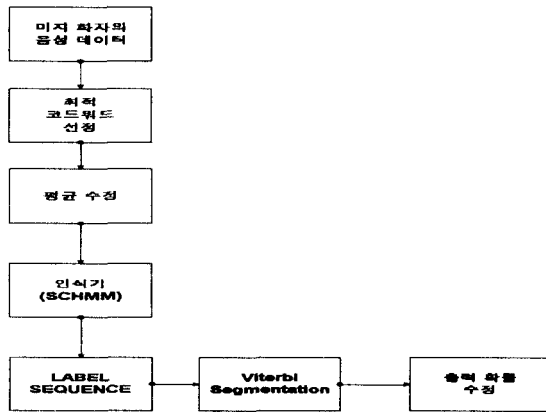 미지 화자의
음성 데이터
최적
코드워드
선정
평균 수정
인식기
(SCHMM)
LABEL
SEQUENCE
Viterbi
Segmentation
출력 확률
수정